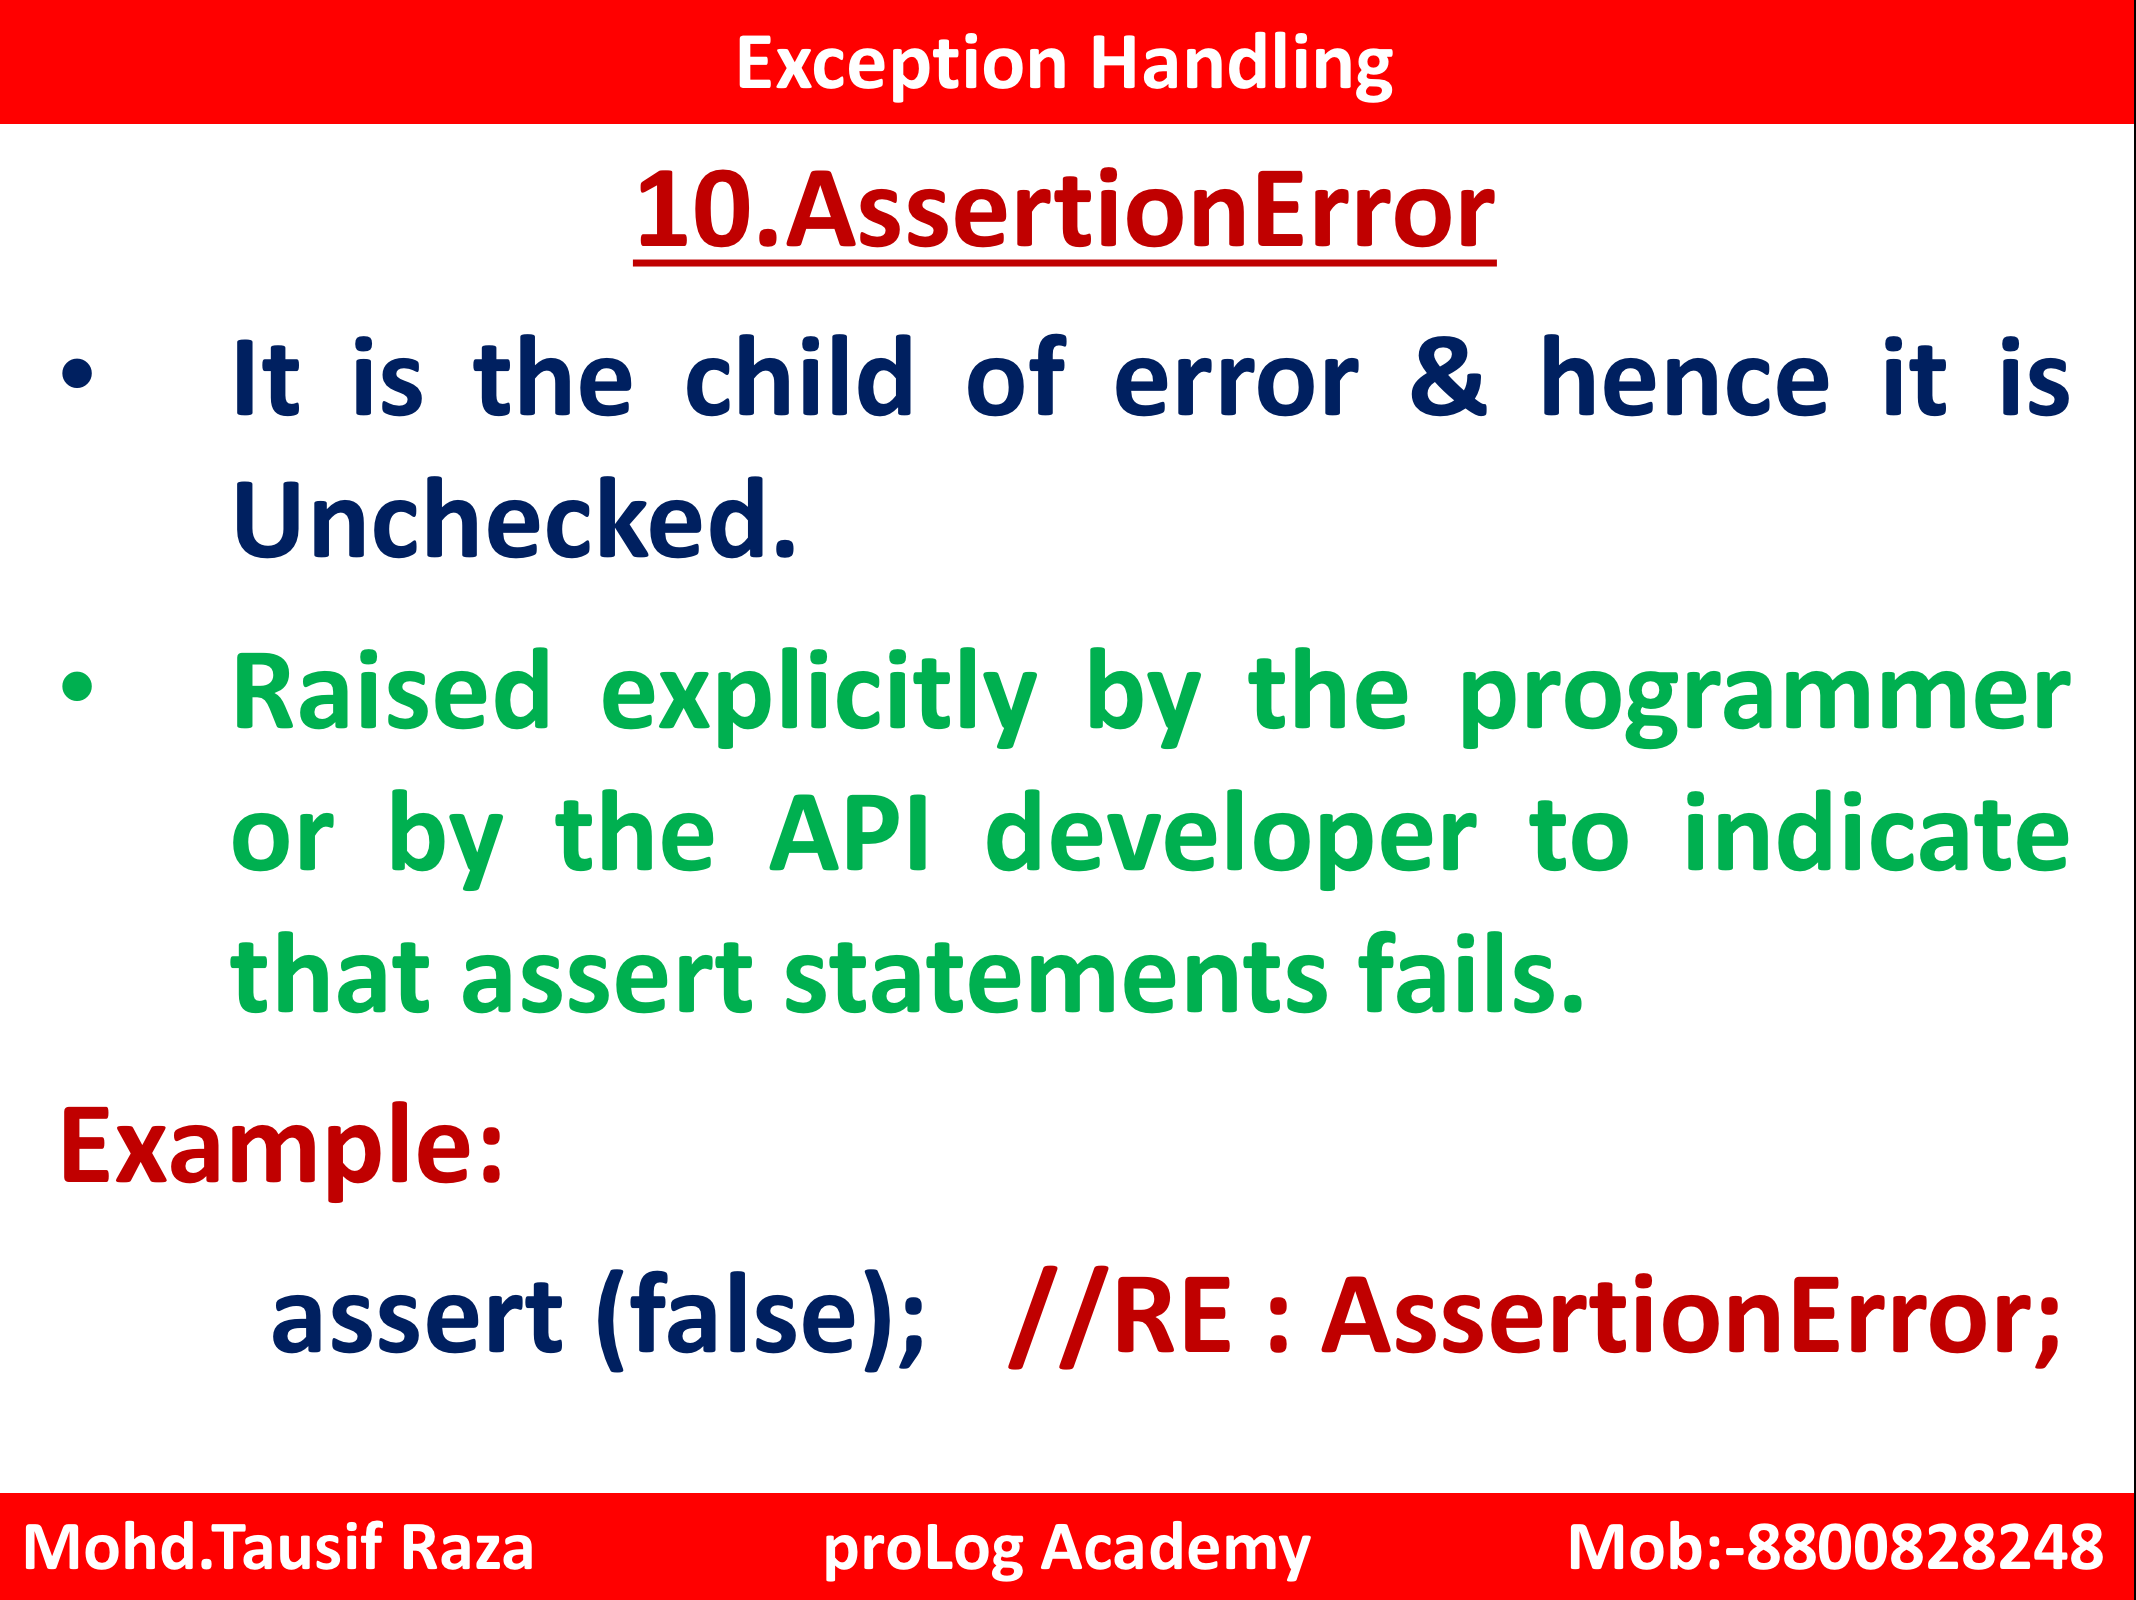 Exception Handling
10.AssertionError
• It is the child of error & hence it is
Unchecked.
• Raised explicitly by the programmer
or by the API developer to indicate
that assert statements fails.
Example:
assert (false); //RE : AssertionError;
Mohd.Tausif Raza proLog Academy Mob:-8800828248